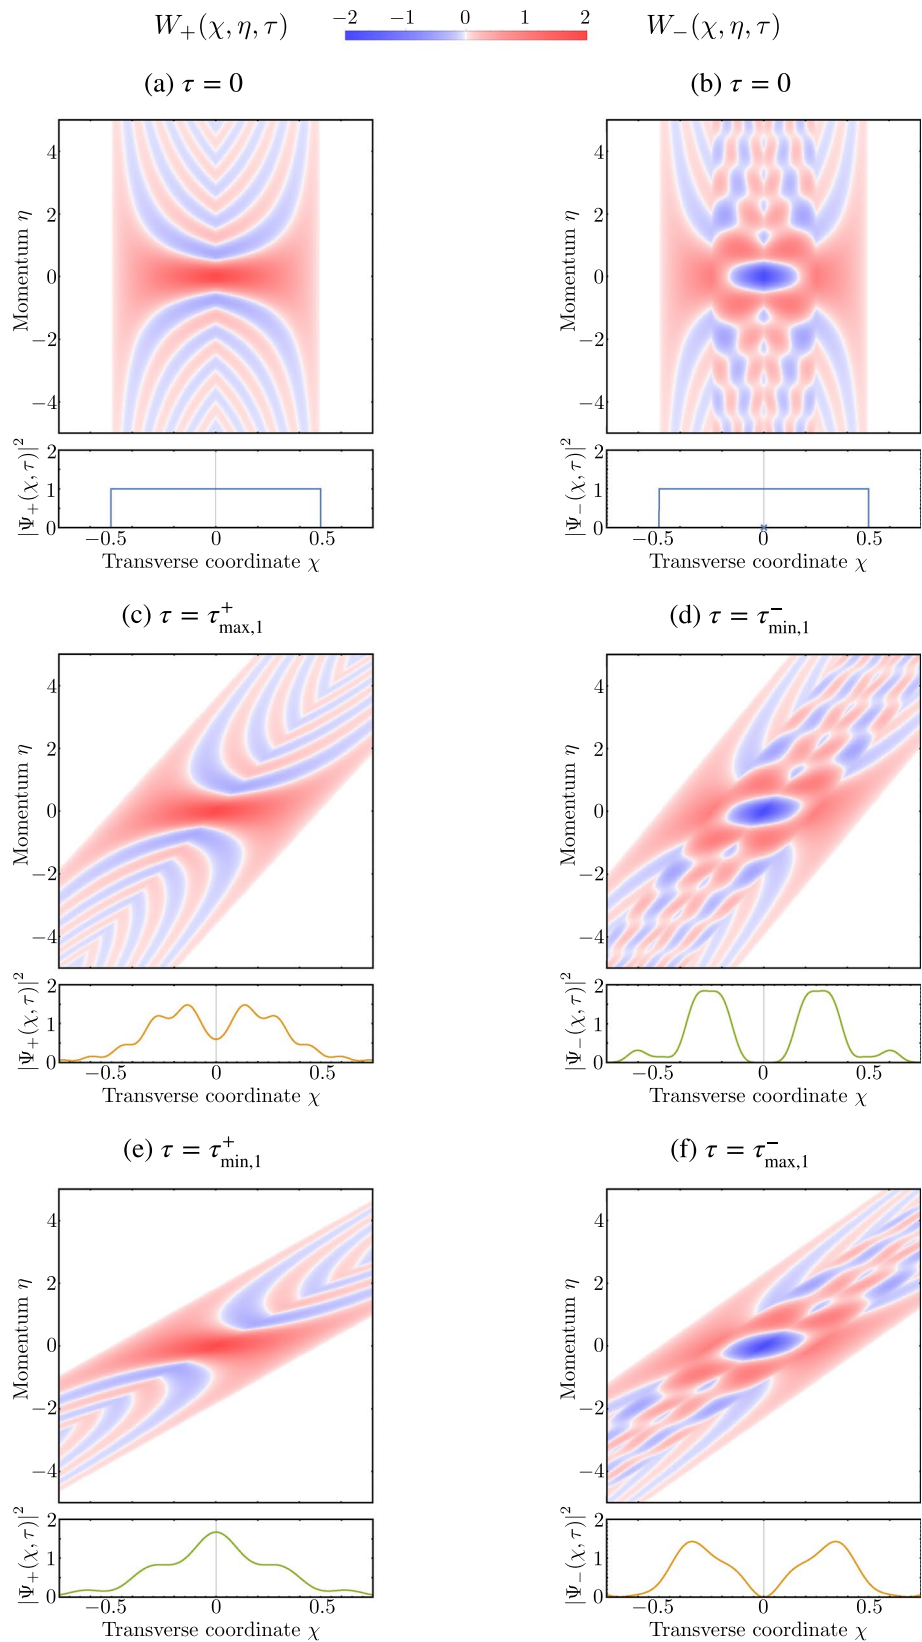 W₊(χ, η, τ) −2 −1 0 1 2 W₋(χ, η, τ)
(a) τ = 0
Momentum η
4
2
0
−2
−4
|Ψ₊(χ, τ)|²
2
1
0
−0.5 0 0.5
Transverse coordinate χ
(b) τ = 0
Momentum η
4
2
0
−2
−4
|Ψ₋(χ, τ)|²
2
1
0
−0.5 0 0.5
Transverse coordinate χ
(c) τ = τ⁺max,1
Momentum η
4
2
0
−2
−4
|Ψ₊(χ, τ)|²
2
1
0
−0.5 0 0.5
Transverse coordinate χ
(d) τ = τ⁻min,1
Momentum η
4
2
0
−2
−4
|Ψ₋(χ, τ)|²
2
1
0
−0.5 0 0.5
Transverse coordinate χ
(e) τ = τ⁺min,1
Momentum η
4
2
0
−2
−4
|Ψ₊(χ, τ)|²
2
1
0
−0.5 0 0.5
Transverse coordinate χ
(f) τ = τ⁻max,1
Momentum η
4
2
0
−2
−4
|Ψ₋(χ, τ)|²
2
1
0
−0.5 0 0.5
Transverse coordinate χ